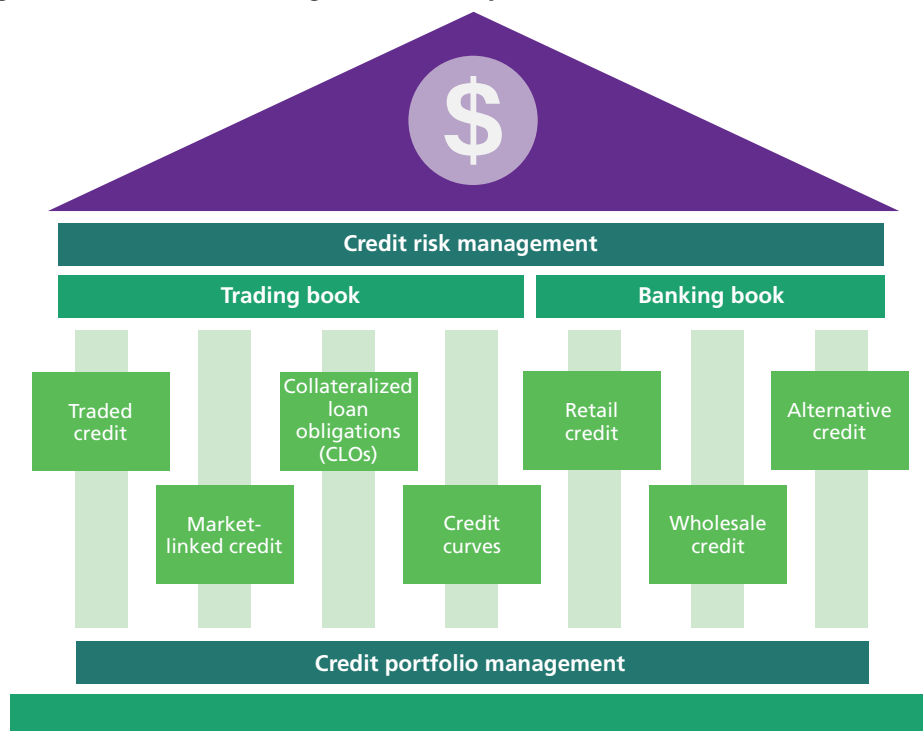 $
Credit risk management
Trading book
Banking book
Traded
credit
Market-
linked credit
Collateralized
loan
obligations
(CLOs)
Credit
curves
Retail
credit
Wholesale
credit
Alternative
credit
Credit portfolio management